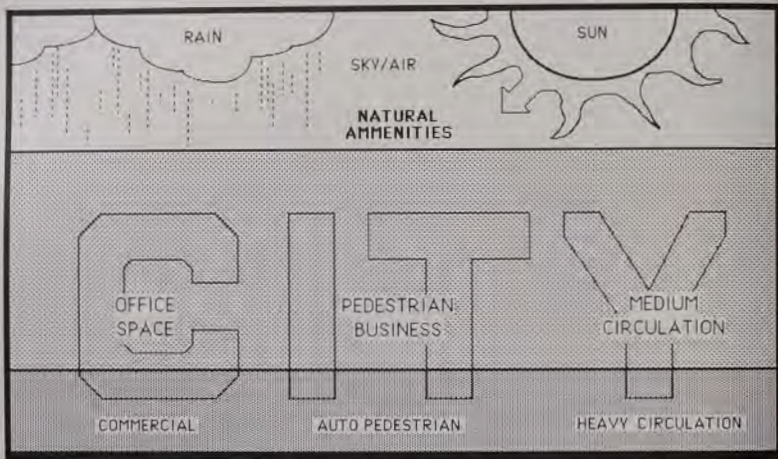 RAIN
SUN
SKY/AIR
NATURAL
AMMENITIES
CITY
OFFICE
SPACE
PEDESTRIAN
BUSINESS
MEDIUM
CIRCULATION
COMMERCIAL
AUTO PEDESTRIAN
HEAVY CIRCULATION